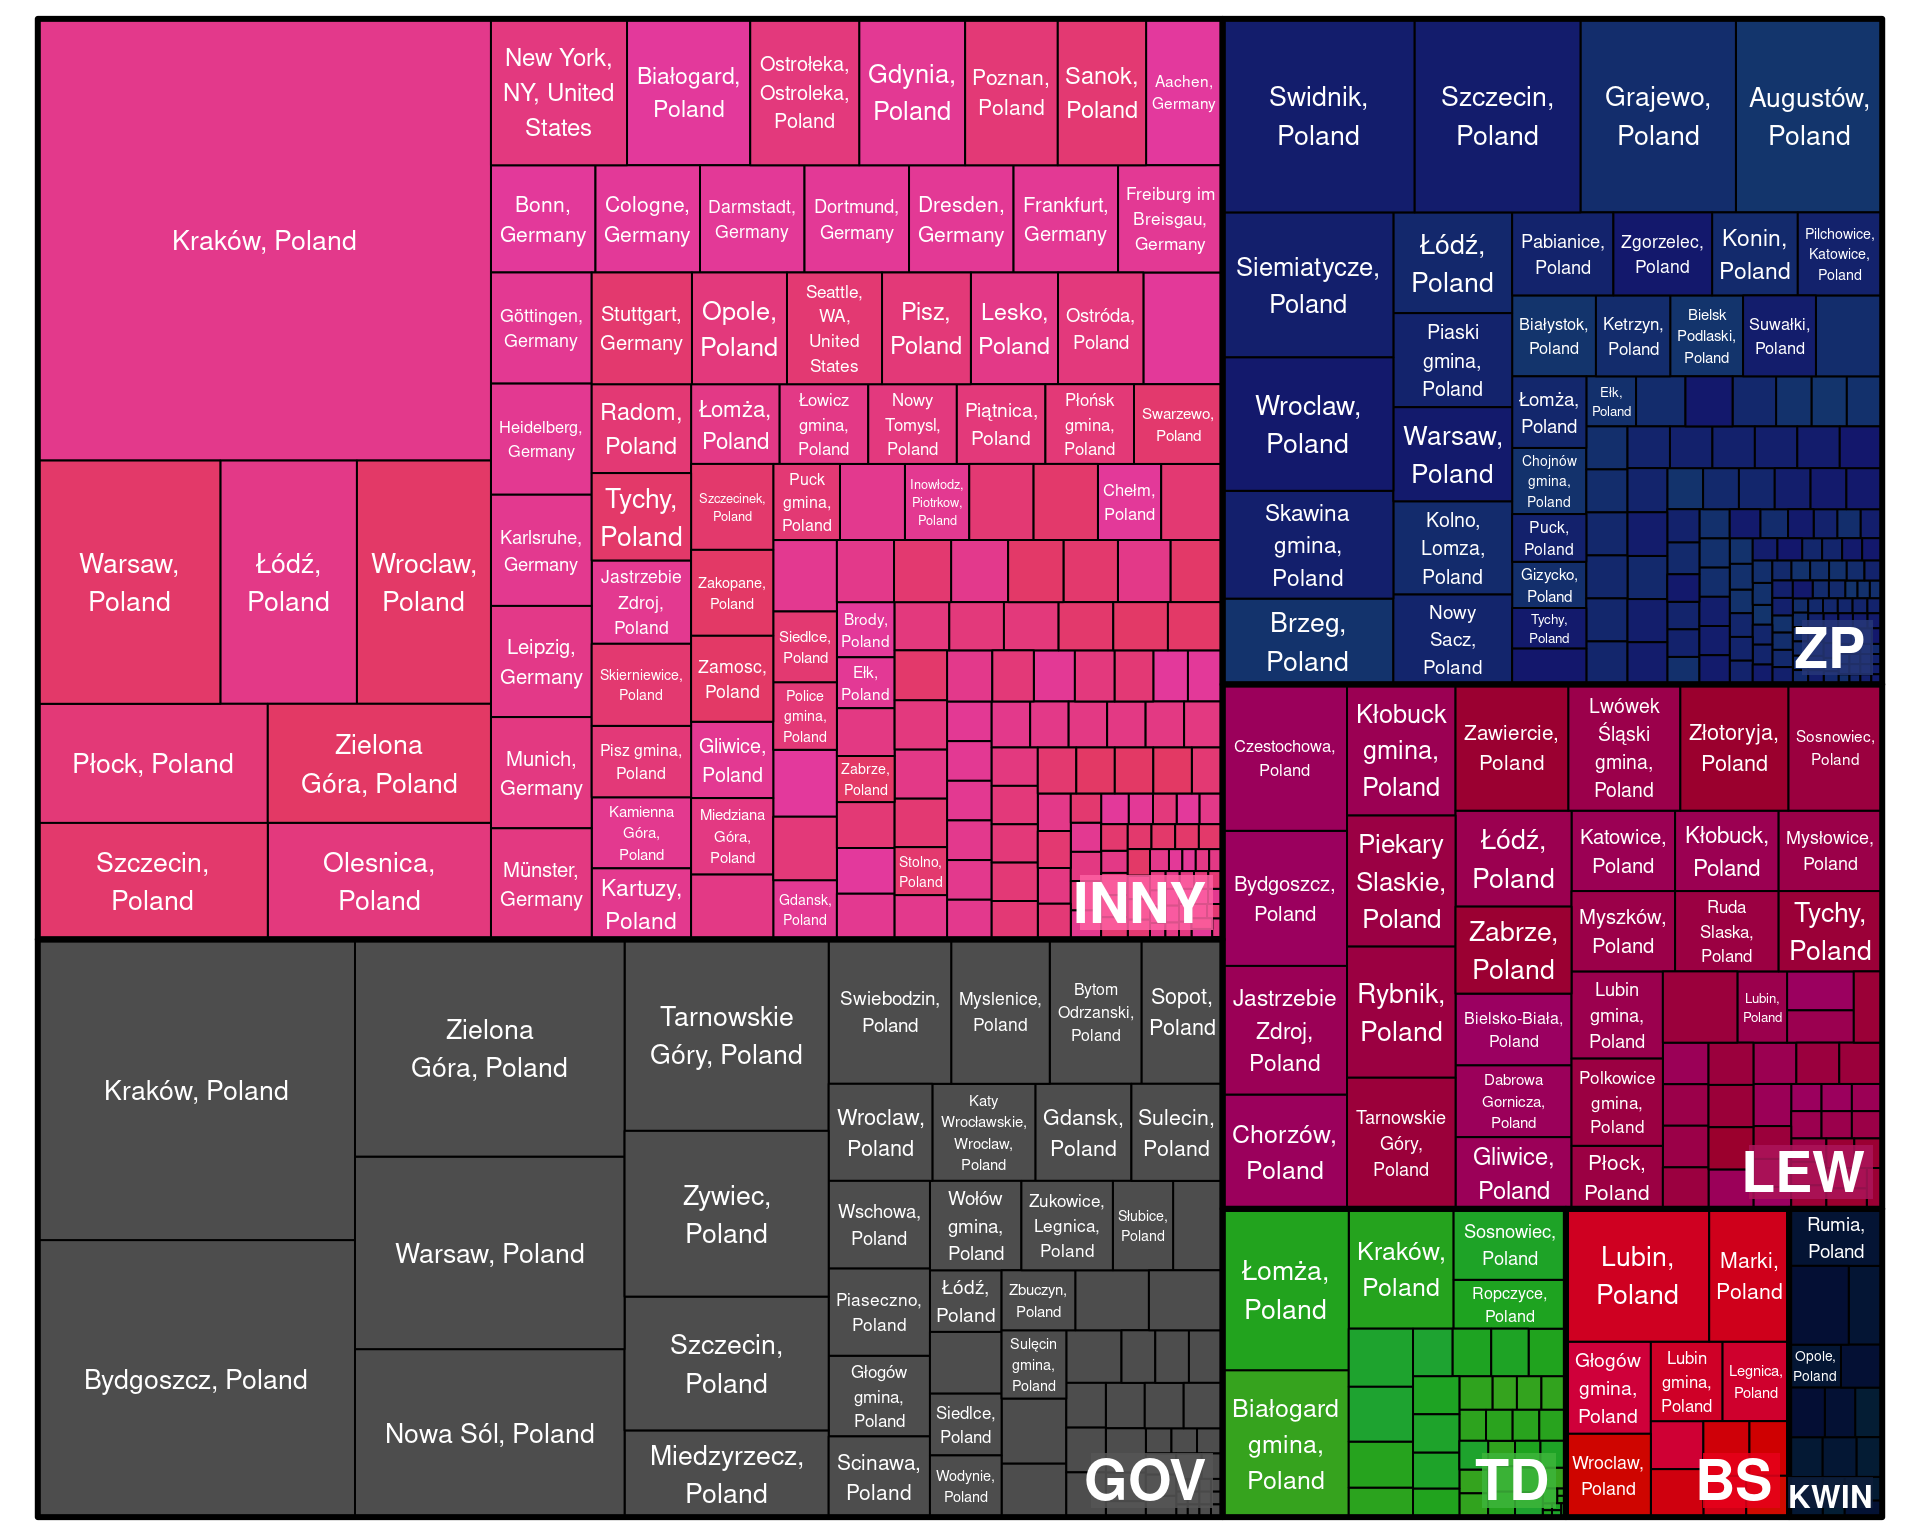 Kraków, Poland
New York,
NY, United
States
Białogard,
Poland
Ostrołeka,
Ostroleka,
Poland
Gdynia,
Poland
Poznan,
Poland
Sanok,
Poland
Aachen,
Germany
Bonn,
Germany
Cologne,
Germany
Darmstadt,
Germany
Dortmund,
Germany
Dresden,
Germany
Frankfurt,
Germany
Freiburg im
Breisgau,
Germany
Göttingen,
Germany
Stuttgart,
Germany
Opole,
Poland
Seattle,
WA,
United
States
Pisz,
Poland
Lesko,
Poland
Ostróda,
Poland
Heidelberg,
Germany
Radom,
Poland
Łomża,
Poland
Łowicz
gmina,
Poland
Nowy
Tomysl,
Poland
Piątnica,
Poland
Płońsk
gmina,
Poland
Swarzewo,
Poland
Warsaw,
Poland
Łódź,
Poland
Wroclaw,
Poland
Karlsruhe,
Germany
Tychy,
Poland
Szczecinek,
Poland
Puck
gmina,
Poland
Inowłodz,
Piotrkow,
Poland
Chełm,
Poland
Jastrzebie
Zdroj,
Poland
Zakopane,
Poland
Leipzig,
Germany
Skierniewice,
Poland
Zamosc,
Poland
Siedlce,
Poland
Brody,
Poland
Ełk,
Poland
Police
gmina,
Poland
Płock, Poland
Zielona
Góra, Poland
Munich,
Germany
Pisz gmina,
Poland
Gliwice,
Poland
Zabrze,
Poland
Kamienna
Góra,
Poland
Miedziana
Góra,
Poland
Szczecin,
Poland
Olesnica,
Poland
Münster,
Germany
Kartuzy,
Poland
Gdansk,
Poland
Stolno,
Poland
INNY
Swidnik,
Poland
Szczecin,
Poland
Grajewo,
Poland
Augustów,
Poland
Siemiatycze,
Poland
Łódź,
Poland
Pabianice,
Poland
Zgorzelec,
Poland
Konin,
Poland
Pilchowice,
Katowice,
Poland
Piaski
gmina,
Poland
Białystok,
Poland
Ketrzyn,
Poland
Bielsk
Podlaski,
Poland
Suwałki,
Poland
Wroclaw,
Poland
Warsaw,
Poland
Łomża,
Poland
Ełk,
Poland
Chojnów
gmina,
Poland
Skawina
gmina,
Poland
Kolno,
Lomza,
Poland
Puck,
Poland
Gizycko,
Poland
Brzeg,
Poland
Nowy
Sacz,
Poland
Tychy,
Poland
ZP
Czestochowa,
Poland
Kłobuck
gmina,
Poland
Zawiercie,
Poland
Lwówek
Śląski
gmina,
Poland
Złotoryja,
Poland
Sosnowiec,
Poland
Bydgoszcz,
Poland
Piekary
Slaskie,
Poland
Łódź,
Poland
Katowice,
Poland
Kłobuck,
Poland
Mysłowice,
Poland
Zabrze,
Poland
Myszków,
Poland
Ruda
Slaska,
Poland
Tychy,
Poland
Jastrzebie
Zdroj,
Poland
Rybnik,
Poland
Bielsko-Biała,
Poland
Lubin
gmina,
Poland
Lubin,
Poland
Chorzów,
Poland
Tarnowskie
Góry,
Poland
Dabrowa
Gornicza,
Poland
Polkowice
gmina,
Poland
Gliwice,
Poland
Płock,
Poland
LEW
Kraków, Poland
Zielona
Góra, Poland
Tarnowskie
Góry, Poland
Swiebodzin,
Poland
Myslenice,
Poland
Bytom
Odrzanski,
Poland
Sopot,
Poland
Wroclaw,
Poland
Katy
Wrocławskie,
Wroclaw,
Poland
Gdansk,
Poland
Sulecin,
Poland
Warsaw, Poland
Zywiec,
Poland
Wschowa,
Poland
Wołów
gmina,
Poland
Zukowice,
Legnica,
Poland
Słubice,
Poland
Bydgoszcz, Poland
Szczecin,
Poland
Piaseczno,
Poland
Łódź,
Poland
Zbuczyn,
Poland
Sulęcin
gmina,
Poland
Głogów
gmina,
Poland
Siedlce,
Poland
Nowa Sól, Poland
Miedzyrzecz,
Poland
Scinawa,
Poland
Wodynie,
Poland
GOV
Łomża,
Poland
Kraków,
Poland
Sosnowiec,
Poland
Ropczyce,
Poland
Białogard
gmina,
Poland
TD
Lubin,
Poland
Marki,
Poland
Głogów
gmina,
Poland
Lubin
gmina,
Poland
Legnica,
Poland
Wroclaw,
Poland
BS
Rumia,
Poland
Opole,
Poland
KWIN